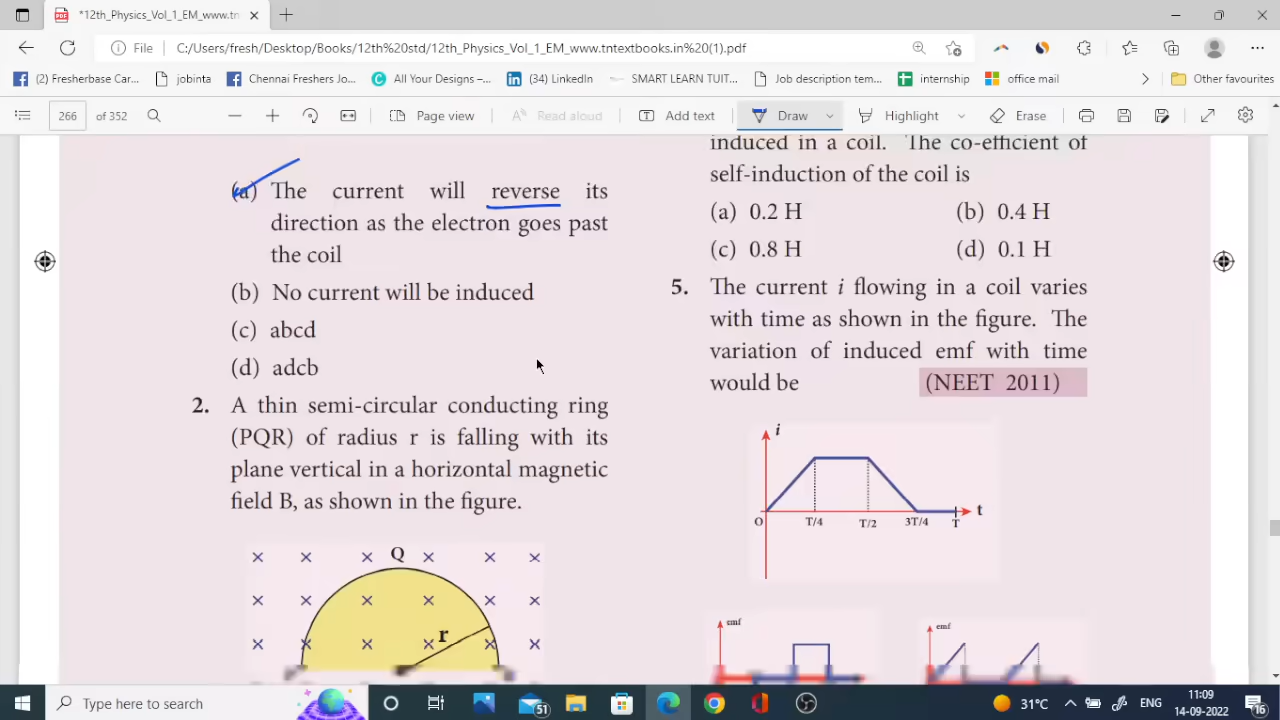 *12th_Physics_Vol_1_EM_www.tn
File
C:/Users/fresh/Desktop/Books/12th%20std/12th_Physics_Vol_1_EM_www.tntextbooks.in%20(1).pdf
(2) Fresherbase Car...
jobinta
Chennai Freshers Jo...
All Your Designs –...
(34) LinkedIn
SMART LEARN TUIT...
Job description tem...
internship
office mail
Other favourites
266
of 352
Page view
Read aloud
Add text
Draw
Highlight
Erase
(a) The current will reverse its
direction as the electron goes past
the coil
(b) No current will be induced
(c) abcd
(d) adcb
2. A thin semi-circular conducting ring
(PQR) of radius r is falling with its
plane vertical in a horizontal magnetic
field B, as shown in the figure.
Q
r
induced in a coil. The co-efficient of
self-induction of the coil is
(a) 0.2 H (b) 0.4 H
(c) 0.8 H (d) 0.1 H
5. The current i flowing in a coil varies
with time as shown in the figure. The
variation of induced emf with time
would be (NEET 2011)
i
t
O T/4 T/2 3T/4 T
emf
emf
Type here to search
51
31°C
ENG
11:09
14-09-2022
16